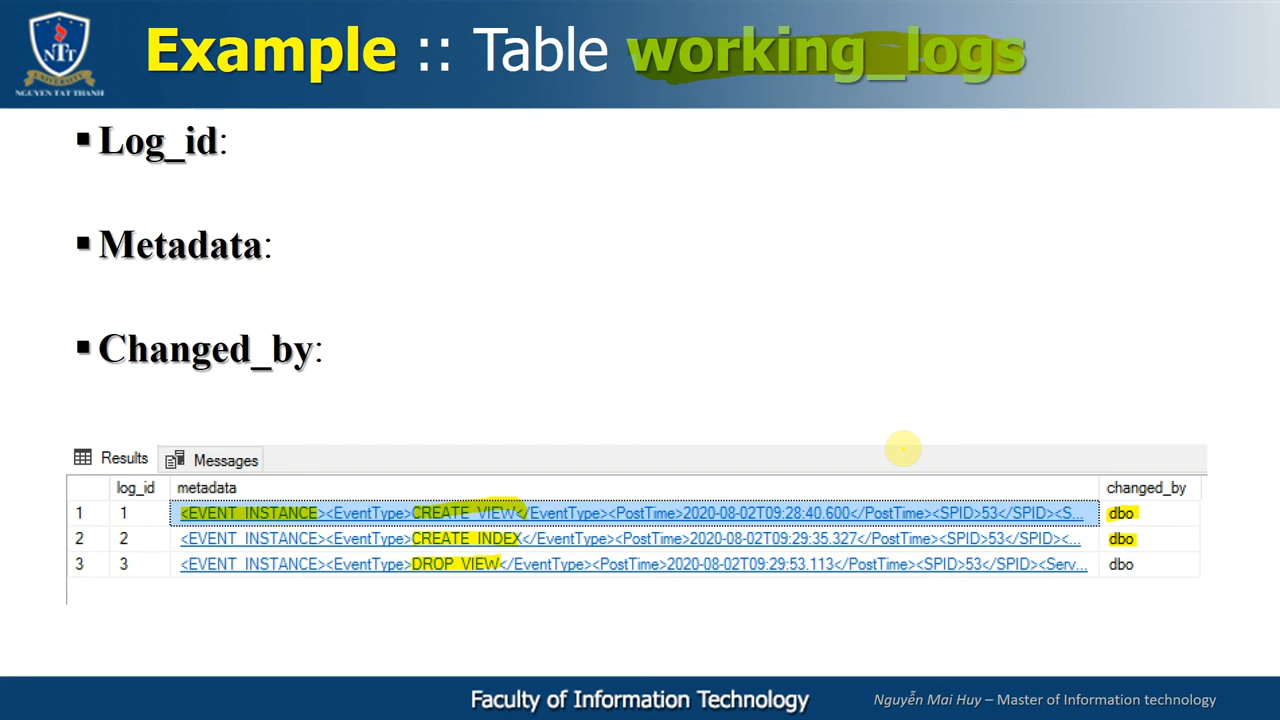 NTT
UNIVERSITY
NGUYEN TAT THANH
Example :: Table working_logs
▪ Log_id:
▪ Metadata:
▪ Changed_by:
Results Messages
log_id metadata changed_by
1 1 <EVENT_INSTANCE><EventType>CREATE_VIEW</EventType><PostTime>2020-08-02T09:28:40.600</PostTime><SPID>53</SPID><S... dbo
2 2 <EVENT_INSTANCE><EventType>CREATE_INDEX</EventType><PostTime>2020-08-02T09:29:35.327</PostTime><SPID>53</SPID><... dbo
3 3 <EVENT_INSTANCE><EventType>DROP_VIEW</EventType><PostTime>2020-08-02T09:29:53.113</PostTime><SPID>53</SPID><Serv... dbo
Faculty of Information Technology
Nguyễn Mai Huy – Master of Information technology